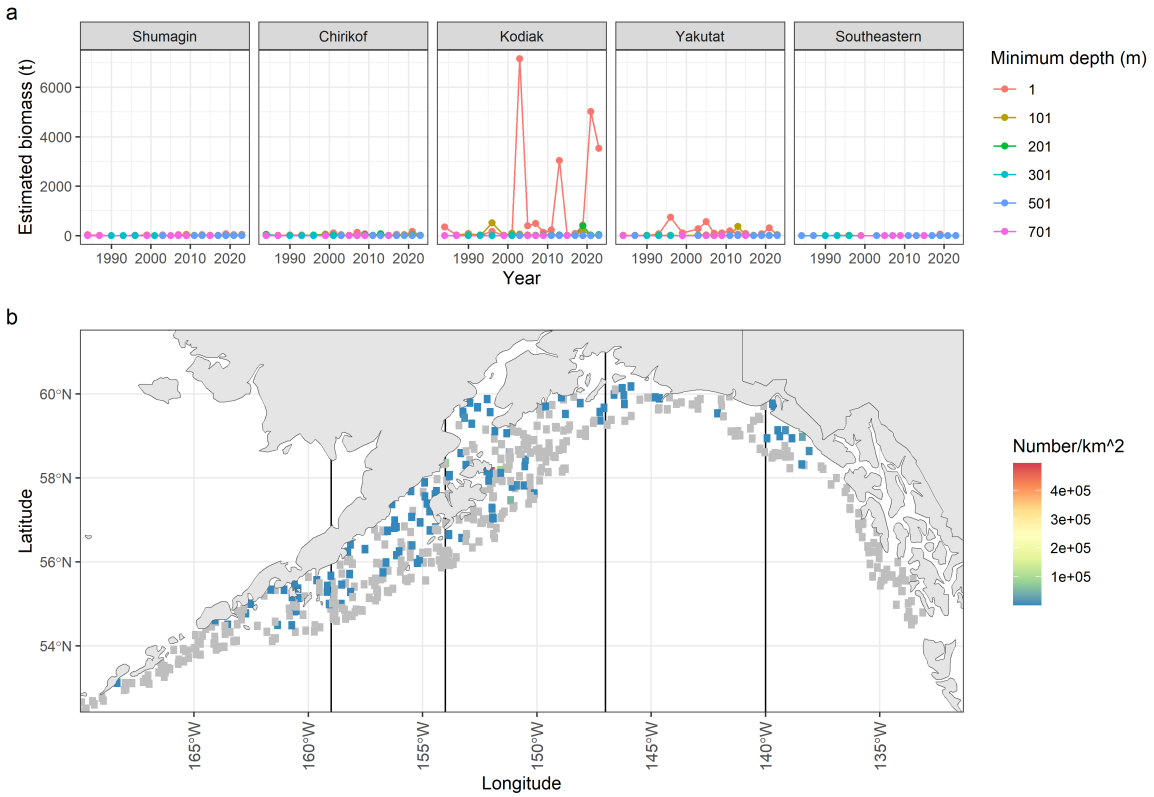 a
Shumagin Chirikof Kodiak Yakutat Southeastern
Estimated biomass (t)
6000
4000
2000
0
1990 2000 2010 2020 1990 2000 2010 2020 1990 2000 2010 2020 1990 2000 2010 2020 1990 2000 2010 2020
Year
Minimum depth (m)
1
101
201
301
501
701
b
Latitude
60°N
58°N
56°N
54°N
165°W 160°W 155°W 150°W 145°W 140°W 135°W
Longitude
Number/km^2
4e+05
3e+05
2e+05
1e+05